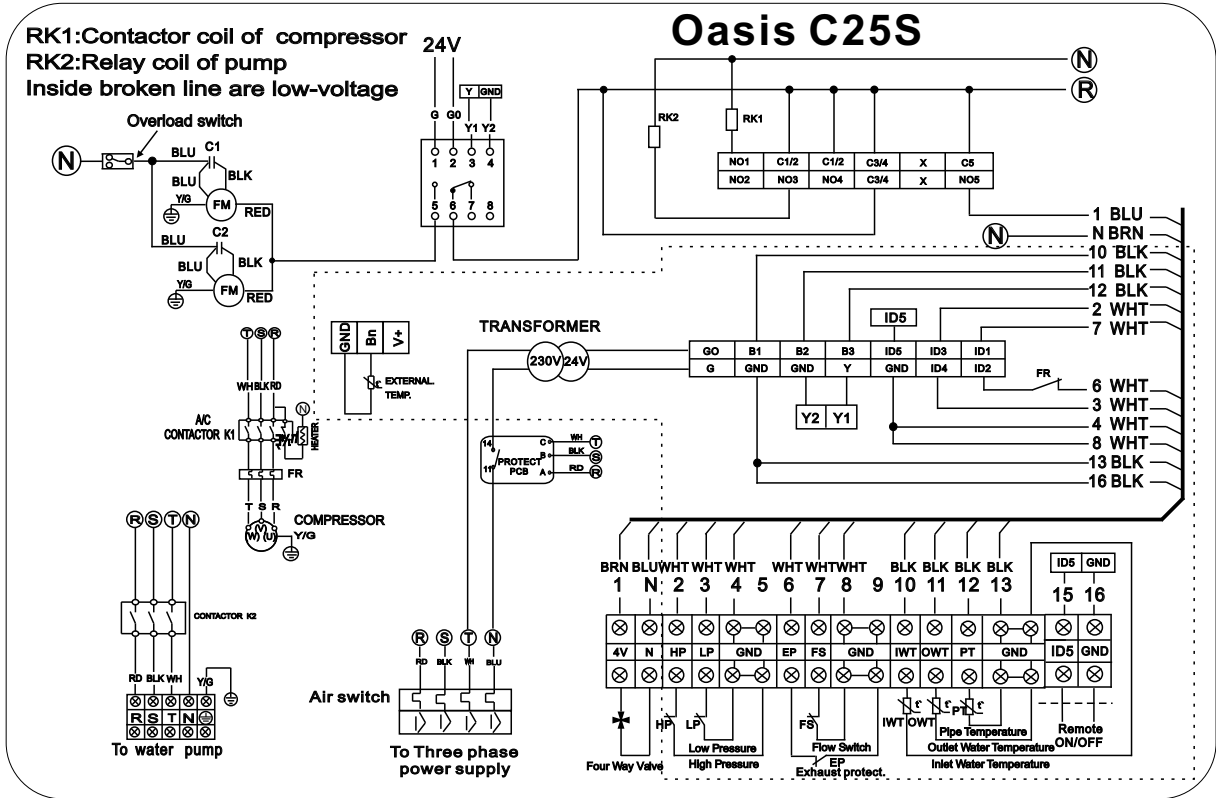 Oasis C25S
RK1:Contactor coil of compressor
RK2:Relay coil of pump
Inside broken line are low-voltage
24V
Y GND
G G0 Y1 Y2
1 2 3 4
5 6 7 8
Overload switch
N
BLU C1
BLU BLK
Y/G FM RED
BLU C2
BLU BLK
Y/G FM RED
N
R
RK2 RK1
NO1 C1/2 C1/2 C3/4 X C5
NO2 NO3 NO4 C3/4 X NO5
1 BLU
N N BRN
10 BLK
11 BLK
12 BLK
2 WHT
7 WHT
6 WHT
3 WHT
4 WHT
8 WHT
13 BLK
16 BLK
ID5
GO B1 B2 B3 ID5 ID3 ID1
G GND GND Y GND ID4 ID2
FR
Y2 Y1
TRANSFORMER
230V 24V
GND Bn V+
EXTERNAL.
TEMP.
T S R
WH BLK RD
N
A/C
CONTACTOR K1
HEATER
FR
T S R
(W) (V) (U)
COMPRESSOR
Y/G
14 C WH T
PROTECT B BLK S
11 PCB A RD R
R S T N
CONTACTOR K2
RD BLK WH Y/G
R S T N
To water pump
R S T N
RD BLK WH BLU
Air switch
To Three phase
power supply
BRN BLU WHT WHT WHT WHT WHT WHT BLK BLK BLK BLK
1 N 2 3 4 5 6 7 8 9 10 11 12 13
ID5 GND
15 16
4V N HP LP GND EP FS GND IWT OWT PT GND ID5 GND
HP LP FS IWT OWT PT
Four Way Valve
Low Pressure
High Pressure
Flow Switch
EP
Exhaust protect.
Pipe Temperature
Outlet Water Temperature
Inlet Water Temperature
Remote
ON/OFF